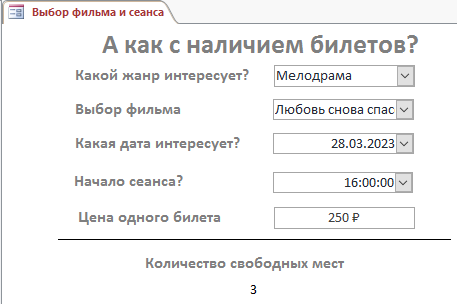 Выбор фильма и сеанса
А как с наличием билетов?
Какой жанр интересует? Мелодрама
Выбор фильма Любовь снова спас
Какая дата интересует? 28.03.2023
Начало сеанса? 16:00:00
Цена одного билета 250 ₽
Количество свободных мест
3